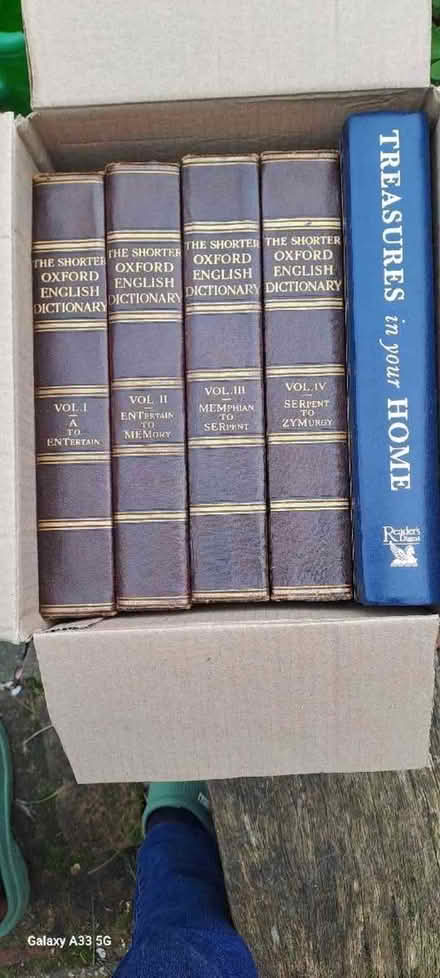 THE SHORTER
OXFORD
ENGLISH
DICTIONARY
VOL. I
A
TO
ENTERTAIN
THE SHORTER
OXFORD
ENGLISH
DICTIONARY
VOL. II
ENTERTAIN
TO
MEMORY
THE SHORTER
OXFORD
ENGLISH
DICTIONARY
VOL. III
MEMPHIAN
TO
SERPENT
THE SHORTER
OXFORD
ENGLISH
DICTIONARY
VOL. IV
SERPENT
TO
ZYMURGY
TREASURES in your HOME
Reader's
Digest
Galaxy A33 5G